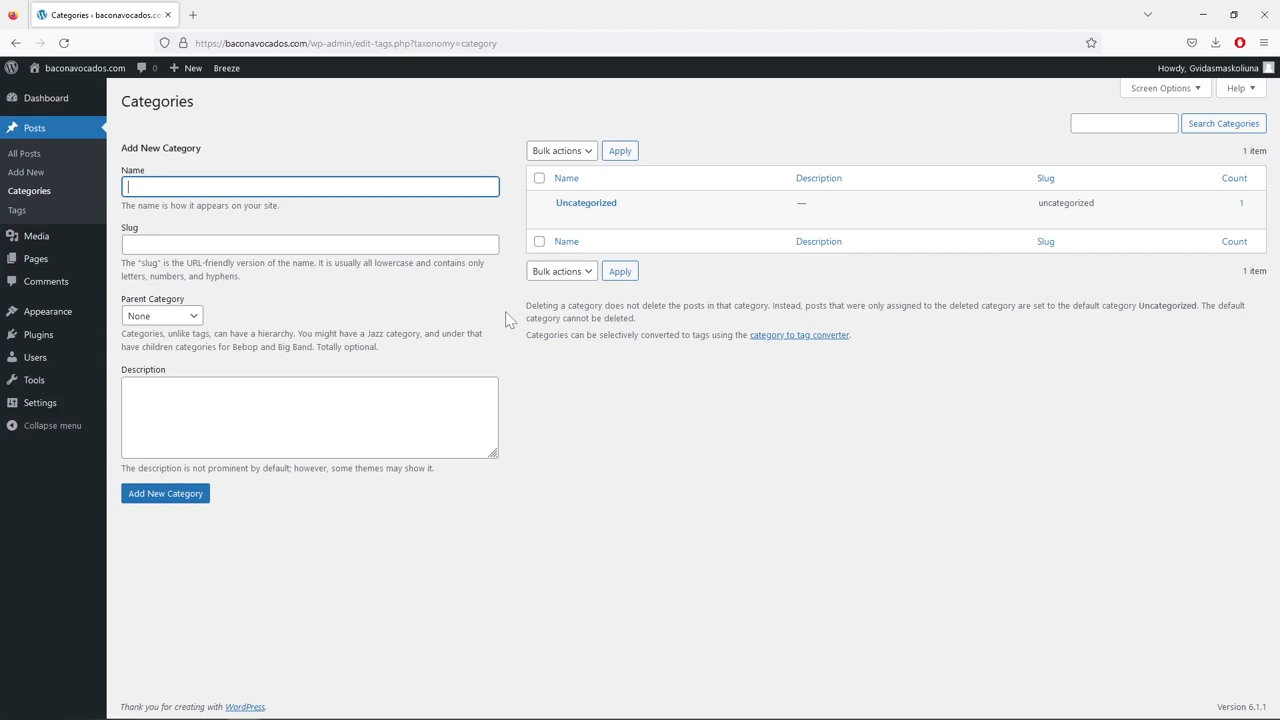 Categories ‹ baconavocados.co
https://baconavocados.com/wp-admin/edit-tags.php?taxonomy=category
baconavocados.com
0
New
Breeze
Howdy, Gvidasmaskoliuna
Dashboard
Posts
All Posts
Add New
Categories
Tags
Media
Pages
Comments
Appearance
Plugins
Users
Tools
Settings
Collapse menu
Screen Options
Help
Categories
Search Categories
Add New Category
Name
The name is how it appears on your site.
Slug
The “slug” is the URL-friendly version of the name. It is usually all lowercase and contains only
letters, numbers, and hyphens.
Parent Category
None
Categories, unlike tags, can have a hierarchy. You might have a Jazz category, and under that
have children categories for Bebop and Big Band. Totally optional.
Description
The description is not prominent by default; however, some themes may show it.
Add New Category
Bulk actions
Apply
1 item
Name Description Slug Count
Uncategorized — uncategorized 1
Name Description Slug Count
Bulk actions
Apply
1 item
Deleting a category does not delete the posts in that category. Instead, posts that were only assigned to the deleted category are set to the default category Uncategorized. The default
category cannot be deleted.
Categories can be selectively converted to tags using the category to tag converter.
Thank you for creating with WordPress.
Version 6.1.1